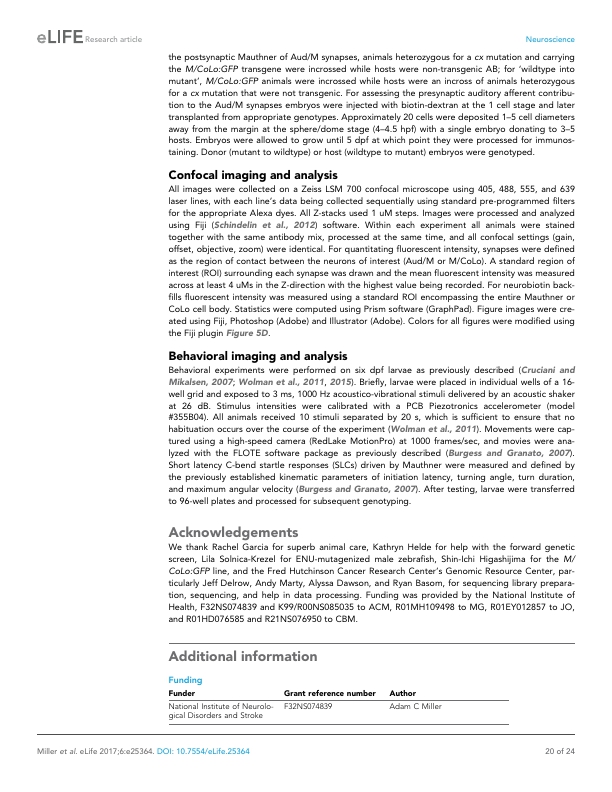 eLIFE Research article
Neuroscience
the postsynaptic Mauthner of Aud/M synapses, animals heterozygous for a cx mutation and carrying
the M/CoLo:GFP transgene were incrossed while hosts were non-transgenic AB; for 'wildtype into
mutant', M/CoLo:GFP animals were incrossed while hosts were an incross of animals heterozygous
for a cx mutation that were not transgenic. For assessing the presynaptic auditory afferent contribu-
tion to the Aud/M synapses embryos were injected with biotin-dextran at the 1 cell stage and later
transplanted from appropriate genotypes. Approximately 20 cells were deposited 1–5 cell diameters
away from the margin at the sphere/dome stage (4–4.5 hpf) with a single embryo donating to 3–5
hosts. Embryos were allowed to grow until 5 dpf at which point they were processed for immunos-
taining. Donor (mutant to wildtype) or host (wildtype to mutant) embryos were genotyped.
Confocal imaging and analysis
All images were collected on a Zeiss LSM 700 confocal microscope using 405, 488, 555, and 639
laser lines, with each line's data being collected sequentially using standard pre-programmed filters
for the appropriate Alexa dyes. All Z-stacks used 1 uM steps. Images were processed and analyzed
using Fiji (Schindelin et al., 2012) software. Within each experiment all animals were stained
together with the same antibody mix, processed at the same time, and all confocal settings (gain,
offset, objective, zoom) were identical. For quantitating fluorescent intensity, synapses were defined
as the region of contact between the neurons of interest (Aud/M or M/CoLo). A standard region of
interest (ROI) surrounding each synapse was drawn and the mean fluorescent intensity was measured
across at least 4 uMs in the Z-direction with the highest value being recorded. For neurobiotin back-
fills fluorescent intensity was measured using a standard ROI encompassing the entire Mauthner or
CoLo cell body. Statistics were computed using Prism software (GraphPad). Figure images were cre-
ated using Fiji, Photoshop (Adobe) and Illustrator (Adobe). Colors for all figures were modified using
the Fiji plugin Figure 5D.
Behavioral imaging and analysis
Behavioral experiments were performed on six dpf larvae as previously described (Cruciani and
Mikalsen, 2007; Wolman et al., 2011, 2015). Briefly, larvae were placed in individual wells of a 16-
well grid and exposed to 3 ms, 1000 Hz acoustico-vibrational stimuli delivered by an acoustic shaker
at 26 dB. Stimulus intensities were calibrated with a PCB Piezotronics accelerometer (model
#355B04). All animals received 10 stimuli separated by 20 s, which is sufficient to ensure that no
habituation occurs over the course of the experiment (Wolman et al., 2011). Movements were cap-
tured using a high-speed camera (RedLake MotionPro) at 1000 frames/sec, and movies were ana-
lyzed with the FLOTE software package as previously described (Burgess and Granato, 2007).
Short latency C-bend startle responses (SLCs) driven by Mauthner were measured and defined by
the previously established kinematic parameters of initiation latency, turning angle, turn duration,
and maximum angular velocity (Burgess and Granato, 2007). After testing, larvae were transferred
to 96-well plates and processed for subsequent genotyping.
Acknowledgements
We thank Rachel Garcia for superb animal care, Kathryn Helde for help with the forward genetic
screen, Lila Solnica-Krezel for ENU-mutagenized male zebrafish, Shin-Ichi Higashijima for the M/
CoLo:GFP line, and the Fred Hutchinson Cancer Research Center's Genomic Resource Center, par-
ticularly Jeff Delrow, Andy Marty, Alyssa Dawson, and Ryan Basom, for sequencing library prepara-
tion, sequencing, and help in data processing. Funding was provided by the National Institute of
Health, F32NS074839 and K99/R00NS085035 to ACM, R01MH109498 to MG, R01EY012857 to JO,
and R01HD076585 and R21NS076950 to CBM.
Additional information
Funding
Funder Grant reference number Author
National Institute of Neurolo- F32NS074839 Adam C Miller
gical Disorders and Stroke
Miller et al. eLife 2017;6:e25364. DOI: 10.7554/eLife.25364
20 of 24